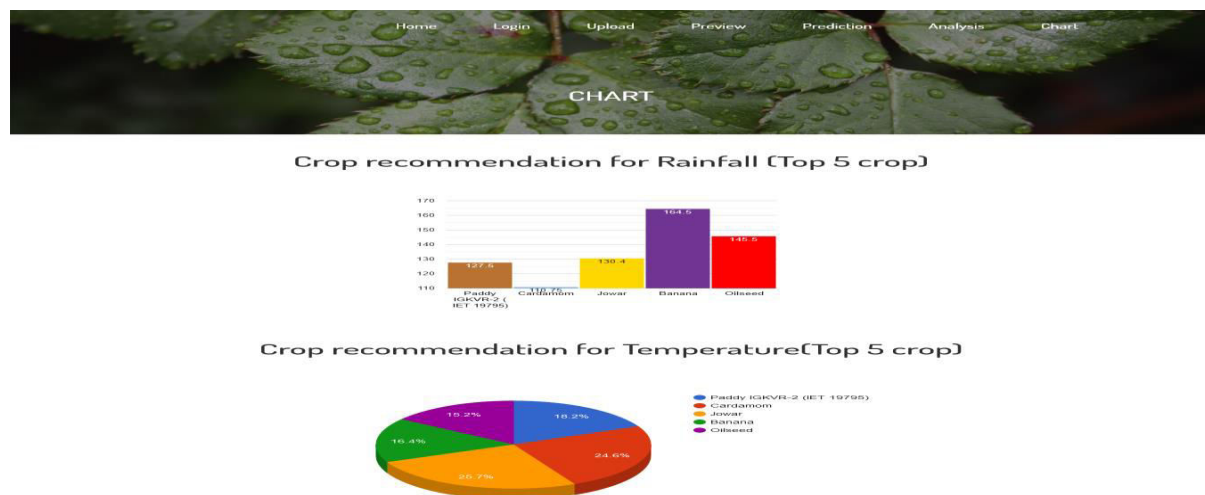 Home Login Upload Preview Prediction Analysis Chart
CHART
Crop recommendation for Rainfall (Top 5 crop)
170
160
150
140
130
120
110
127.5
110.75
130.4
164.5
145.5
Paddy IGKVR-2 ( IET 19795)
Cardamom
Jowar
Banana
Oilseed
Crop recommendation for Temperature(Top 5 crop)
18.2%
24.6%
25.7%
16.4%
15.2%
Paddy IGKVR-2 (IET 19795)
Cardamom
Jowar
Banana
Oilseed